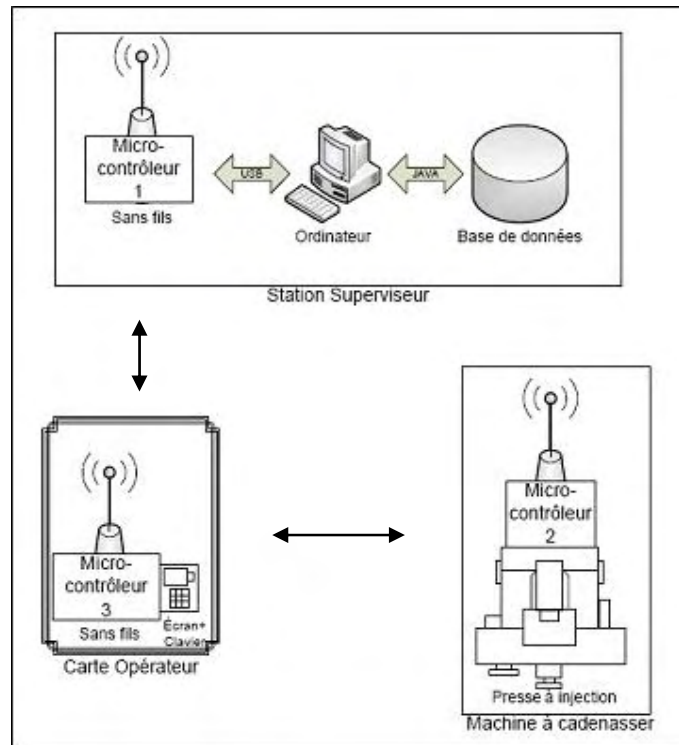 Micro-
contrôleur
1
Sans fils
USB
Ordinateur
JAVA
Base de données
Station Superviseur
Micro-
contrôleur
3
Sans fils
Écran+
Clavier
Carte Opérateur
Micro-
contrôleur
2
Presse à injection
Machine à cadenasser